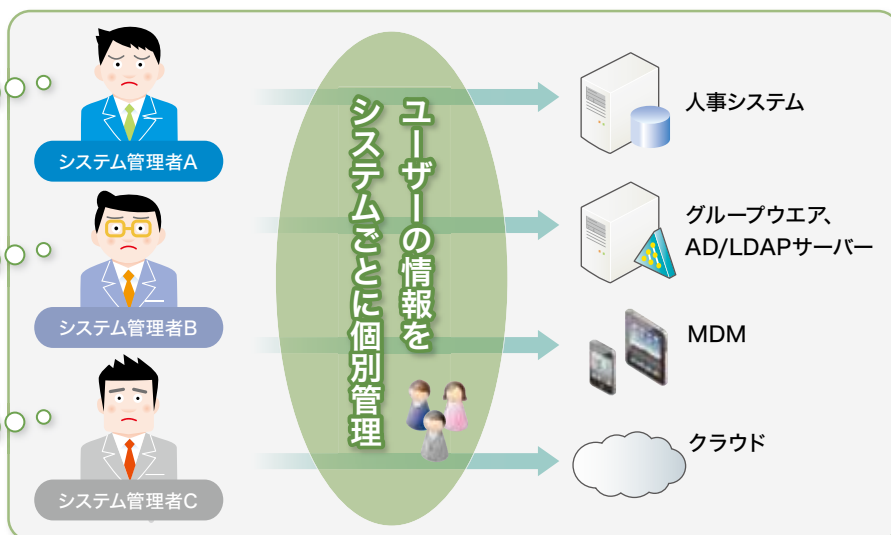 システム管理者A
システム管理者B
システム管理者C
ユーザーの情報を
システムごとに個別管理
人事システム
グループウエア、
AD/LDAPサーバー
MDM
クラウド